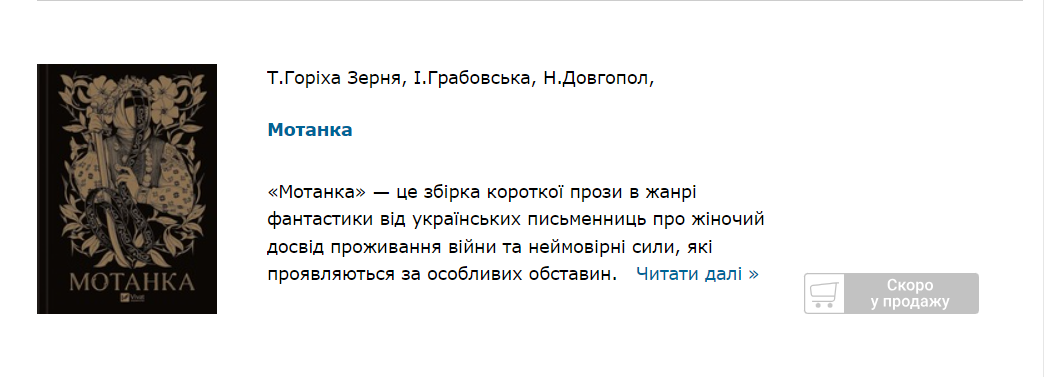 Т.Горіха Зерня, І.Грабовська, Н.Довгопол,
Мотанка
«Мотанка» — це збірка короткої прози в жанрі
фантастики від українських письменниць про жіночий
досвід проживання війни та неймовірні сили, які
проявляються за особливих обставин. Читати далі »
МОТАНКА
Vivat
Скоро
у продажу